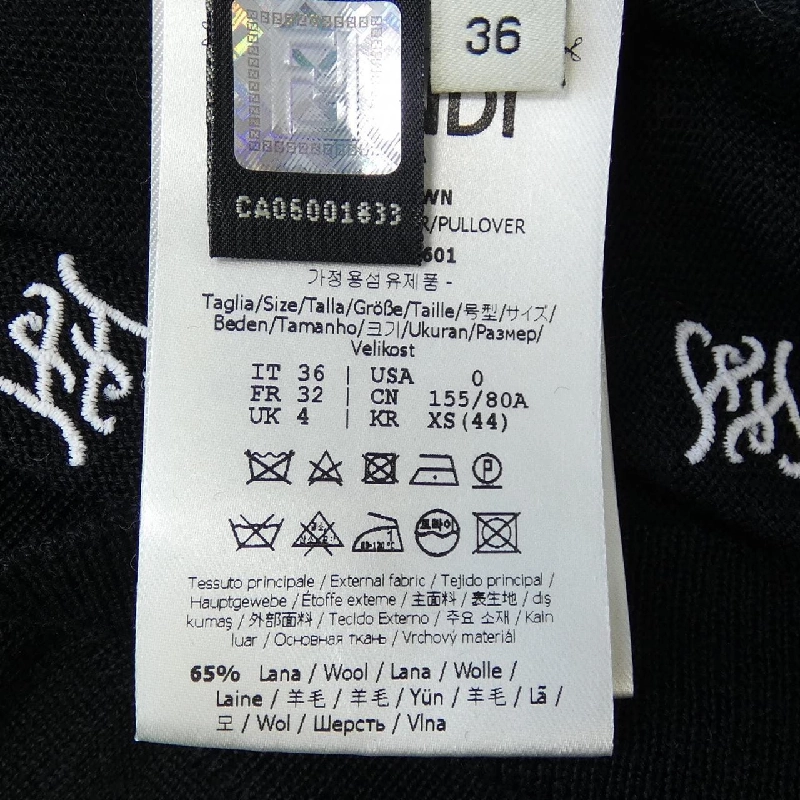 36
CA06001833
/PULLOVER
601
가정용섬유제품 -
Taglia/Size/Talla/Größe/Taille/号型/サイズ/
Beden/Tamanho/크기/Ukuran/Размер/
Velikost
IT 36 | USA 0
FR 32 | CN 155/80A
UK 4 | KR XS(44)
P
드라이
Tessuto principale / External fabric / Tejido principal /
Hauptgewebe / Étoffe externe / 主面料 / 表生地 / dış
kumaş / 外部面料 / Tecido Externo / 주요 소재 / Kain
luar / Основная ткань / Vrchový materiál
65% Lana / Wool / Lana / Wolle /
Laine / 羊毛 / 羊毛 / Yün / 羊毛 / Lã /
모 / Wol / Шерсть / Vlna